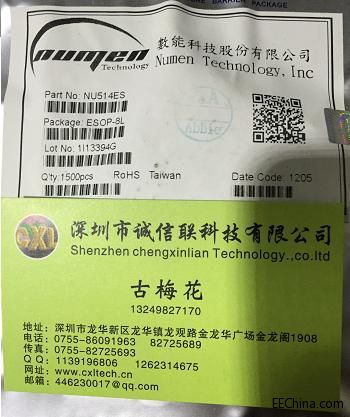 RE BARRIER PACKAGE
numen
Technology
數能科技股份有限公司
Numen Technology,Inc
Part No: NU514ES
Package: ESOP-8L
Lot No: 1I13394G
Q'ty:1500pcs RoHS Taiwan Date Code: 1205
CXL
深圳市诚信联科技有限公司
Shenzhen chengxinlian Technology.,co.ltd
古梅花
13249827170
地址:深圳市龙华新区龙华镇龙观路金龙华广场金龙阁1908
电话:0755-86091963 82725689
传真:0755-82725693
Q Q:1139196806 1262314675
网址:www.cxltech.cn
邮箱:446230017@qq.com
EEChina.com